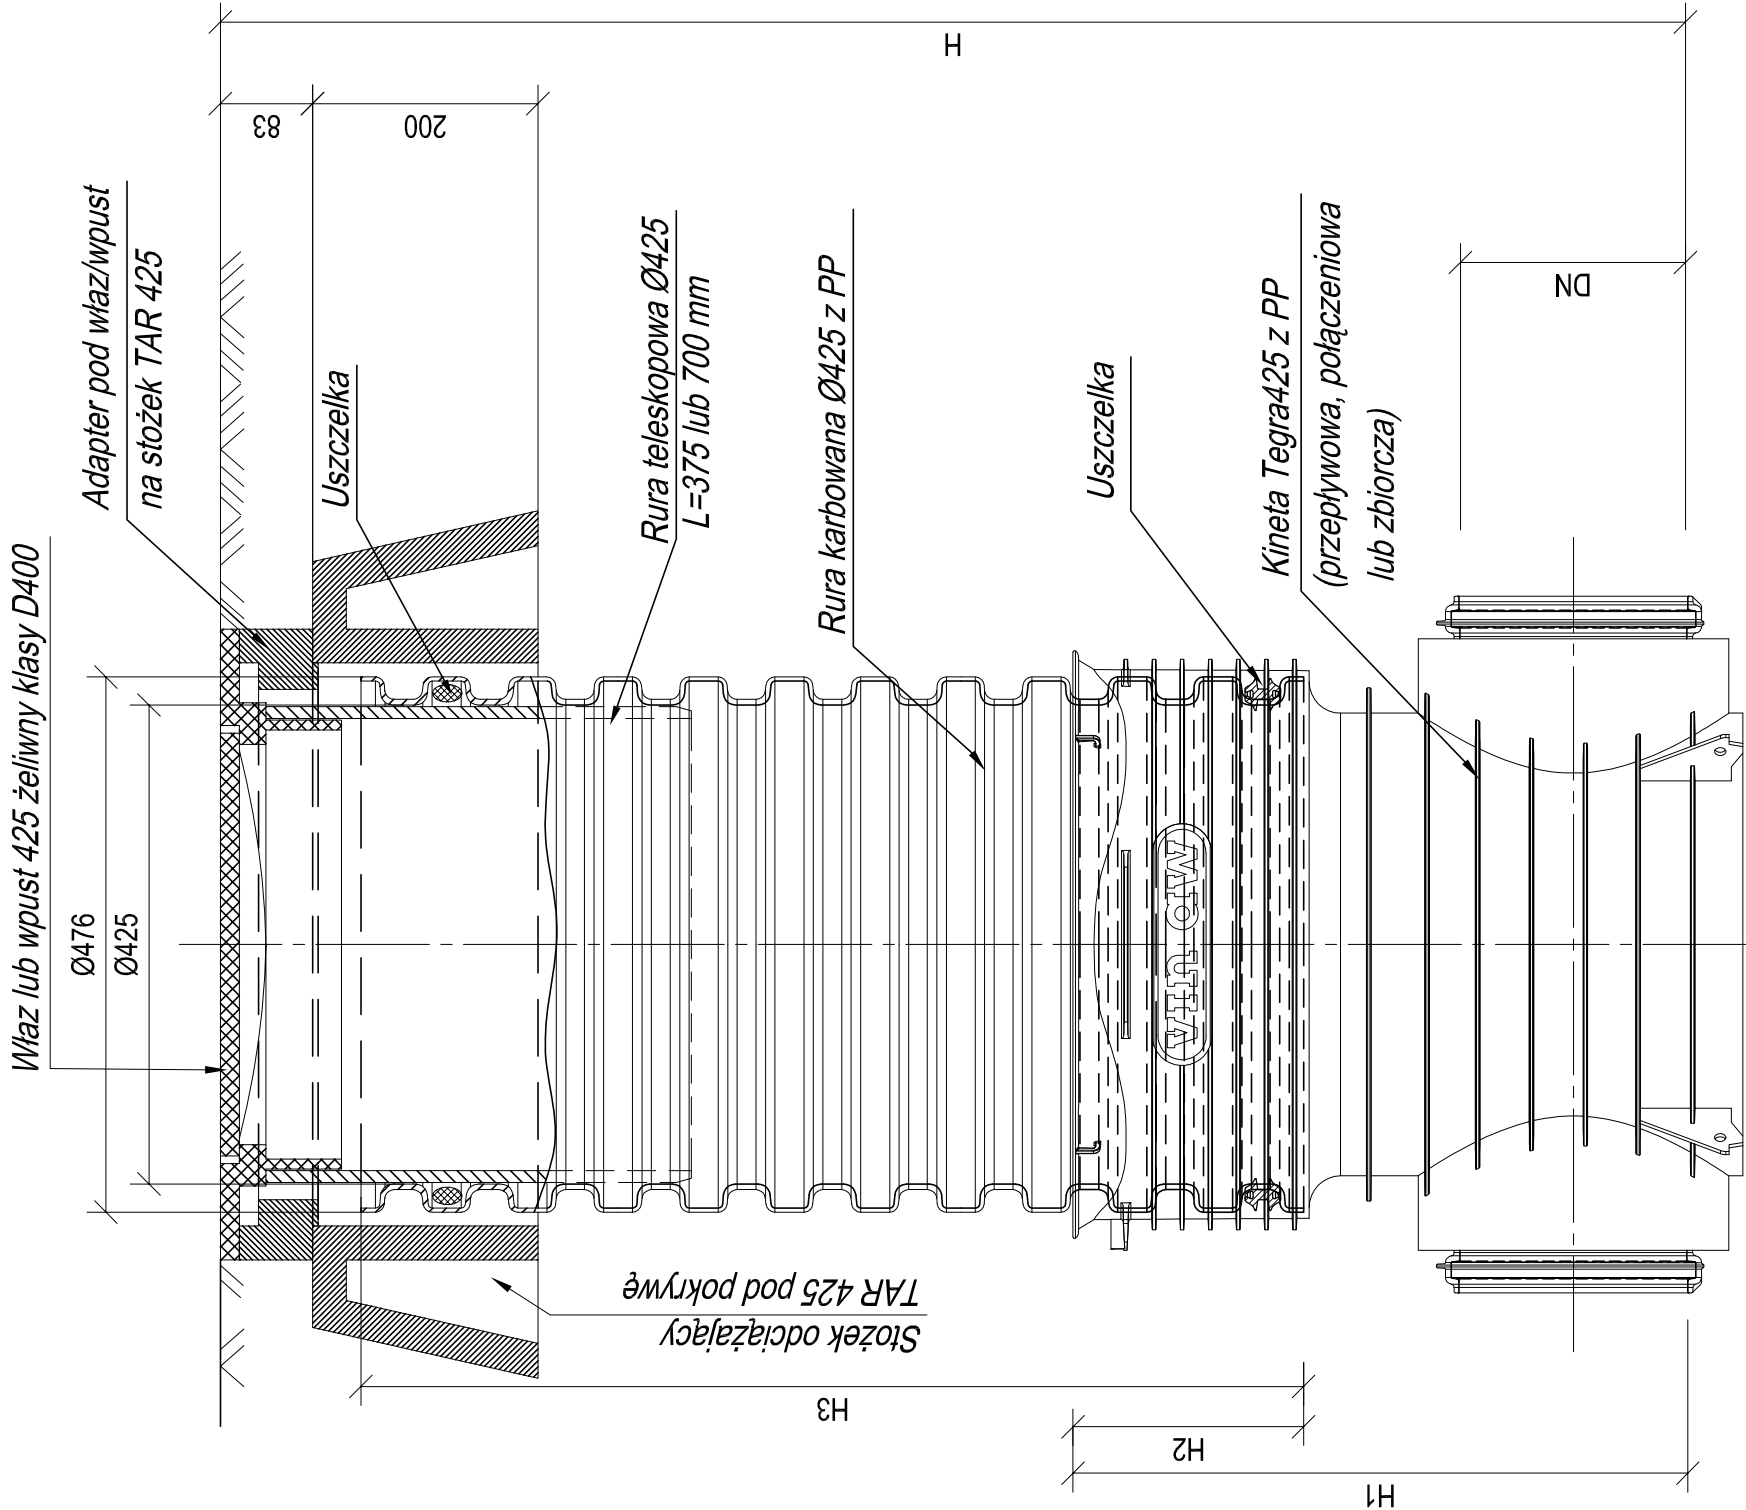 Właz lub wpust 425 żeliwny klasy D400
Ø476
Ø425
Adapter pod właz/wpust
na stożek TAR 425
Uszczelka
Rura teleskopowa Ø425
L=375 lub 700 mm
Rura karbowana Ø425 z PP
Uszczelka
Kineta Tegra425 z PP
(przepływowa, połączeniowa
lub zbiorcza)
Stożek odciążający
TAR 425 pod pokrywę
H
83
200
DN
H3
H2
H1